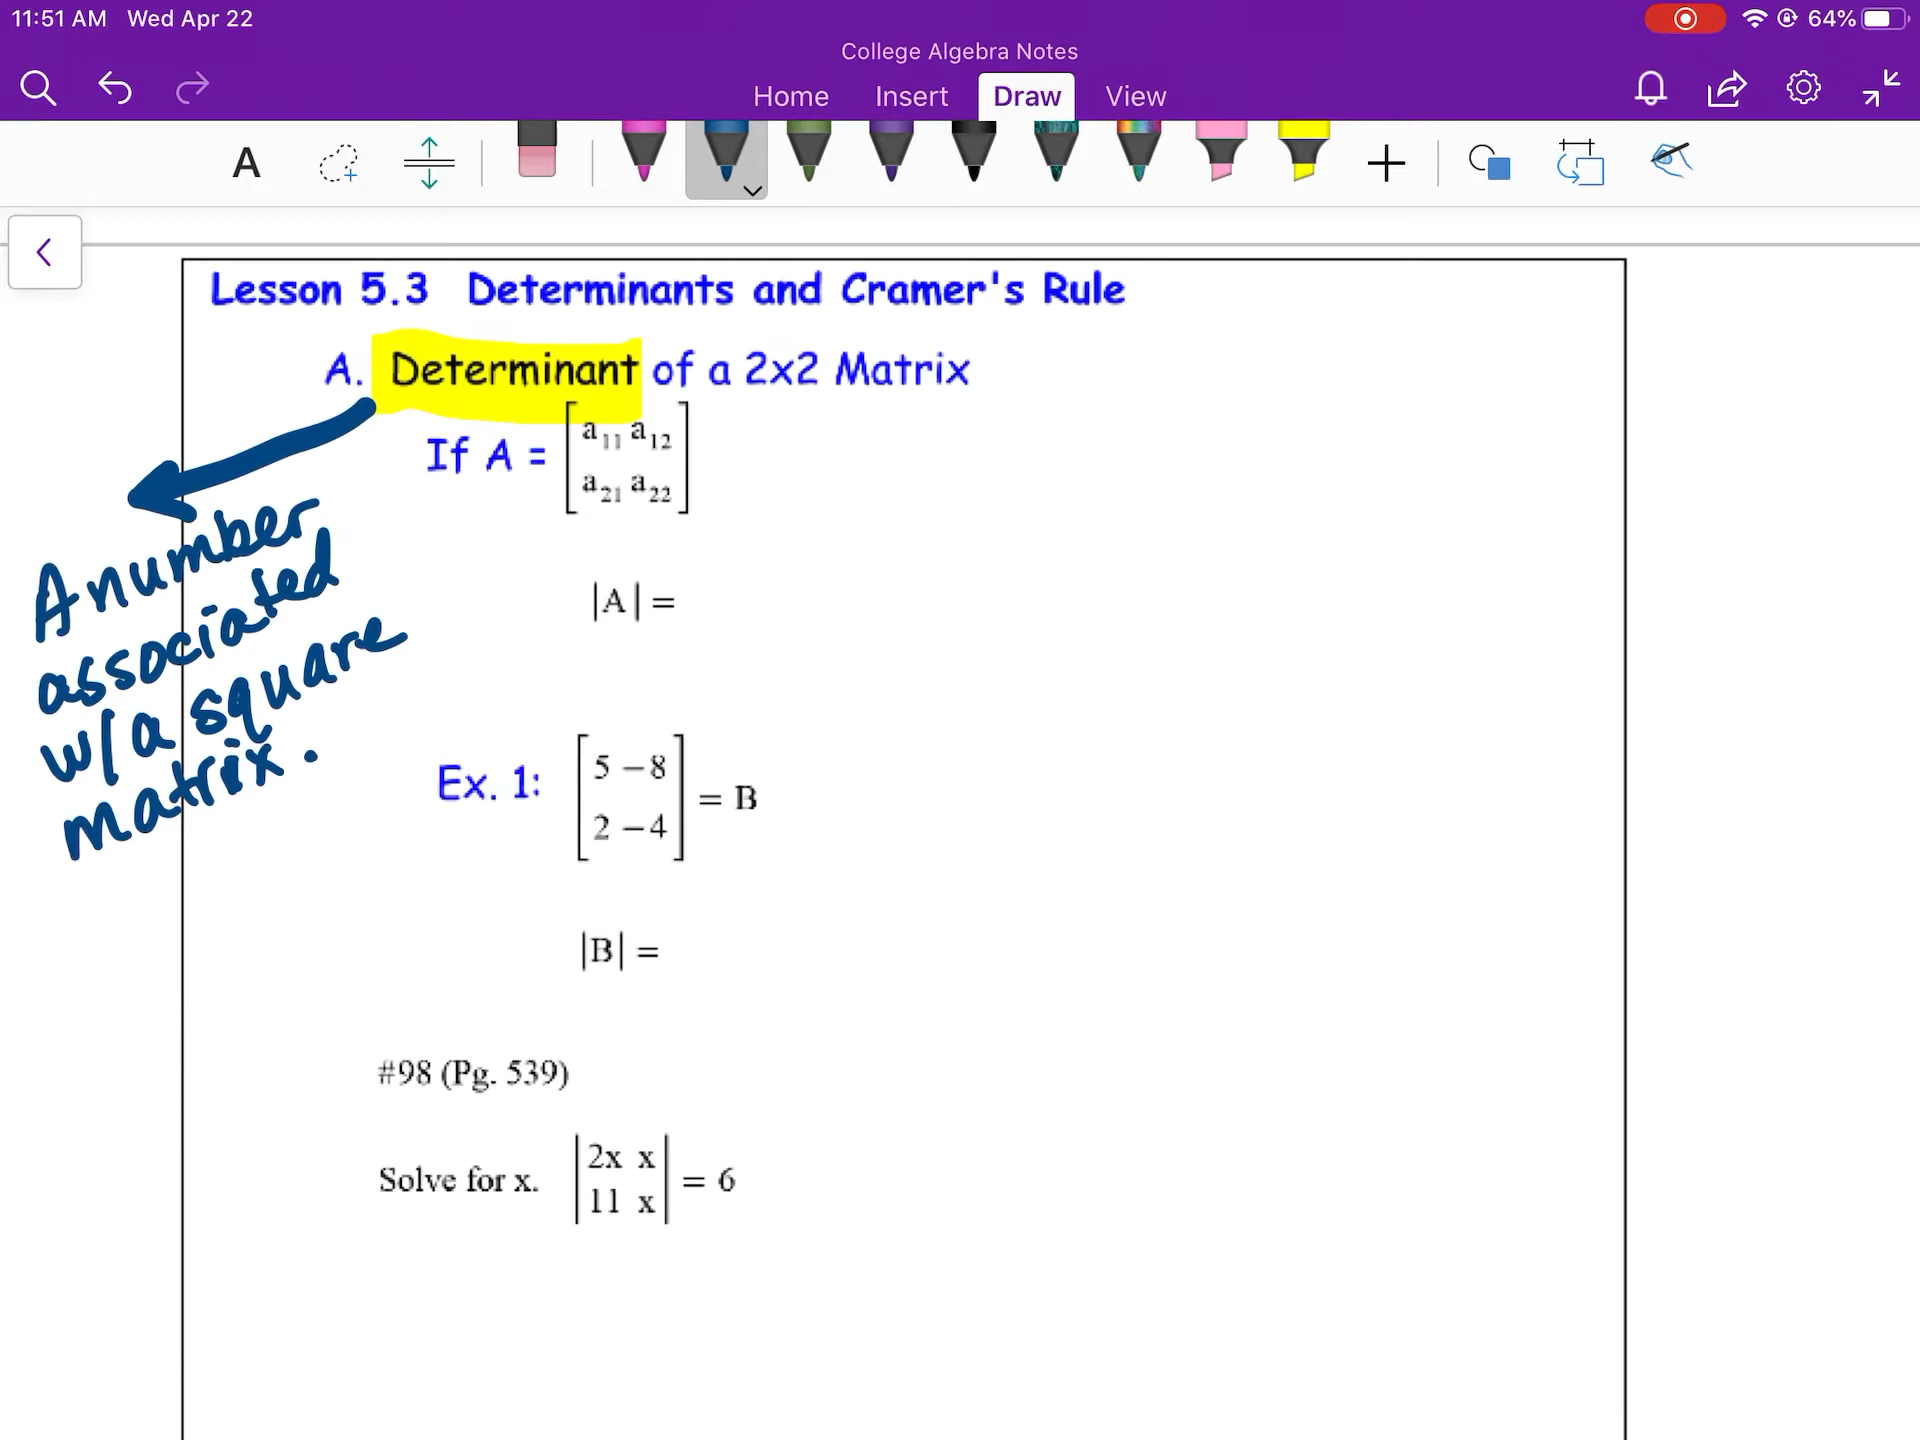 11:51 AM Wed Apr 22
64%
College Algebra Notes
Home Insert Draw View
A
Lesson 5.3 Determinants and Cramer's Rule
A. Determinant of a 2x2 Matrix
If A = [a11 a12
a21 a22]
A number
associated
w/a square
matrix.
|A| =
Ex. 1: [5 −8
2 −4] = B
|B| =
#98 (Pg. 539)
Solve for x. |2x x
11 x| = 6